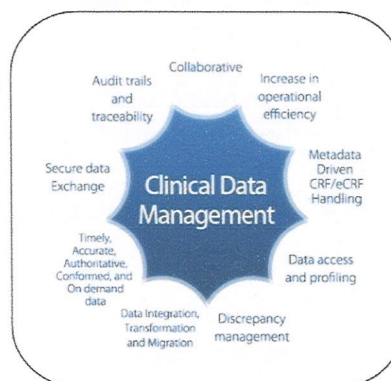 Collaborative
Increase in
operational
efficiency
Metadata
Driven
CRF/eCRF
Handling
Data access
and profiling
Discrepancy
management
Data Integration,
Transformation
and Migration
Timely,
Accurate,
Authoritative,
Conformed, and
On demand
data
Secure data
Exchange
Audit trails
and
traceability
Clinical Data
Management